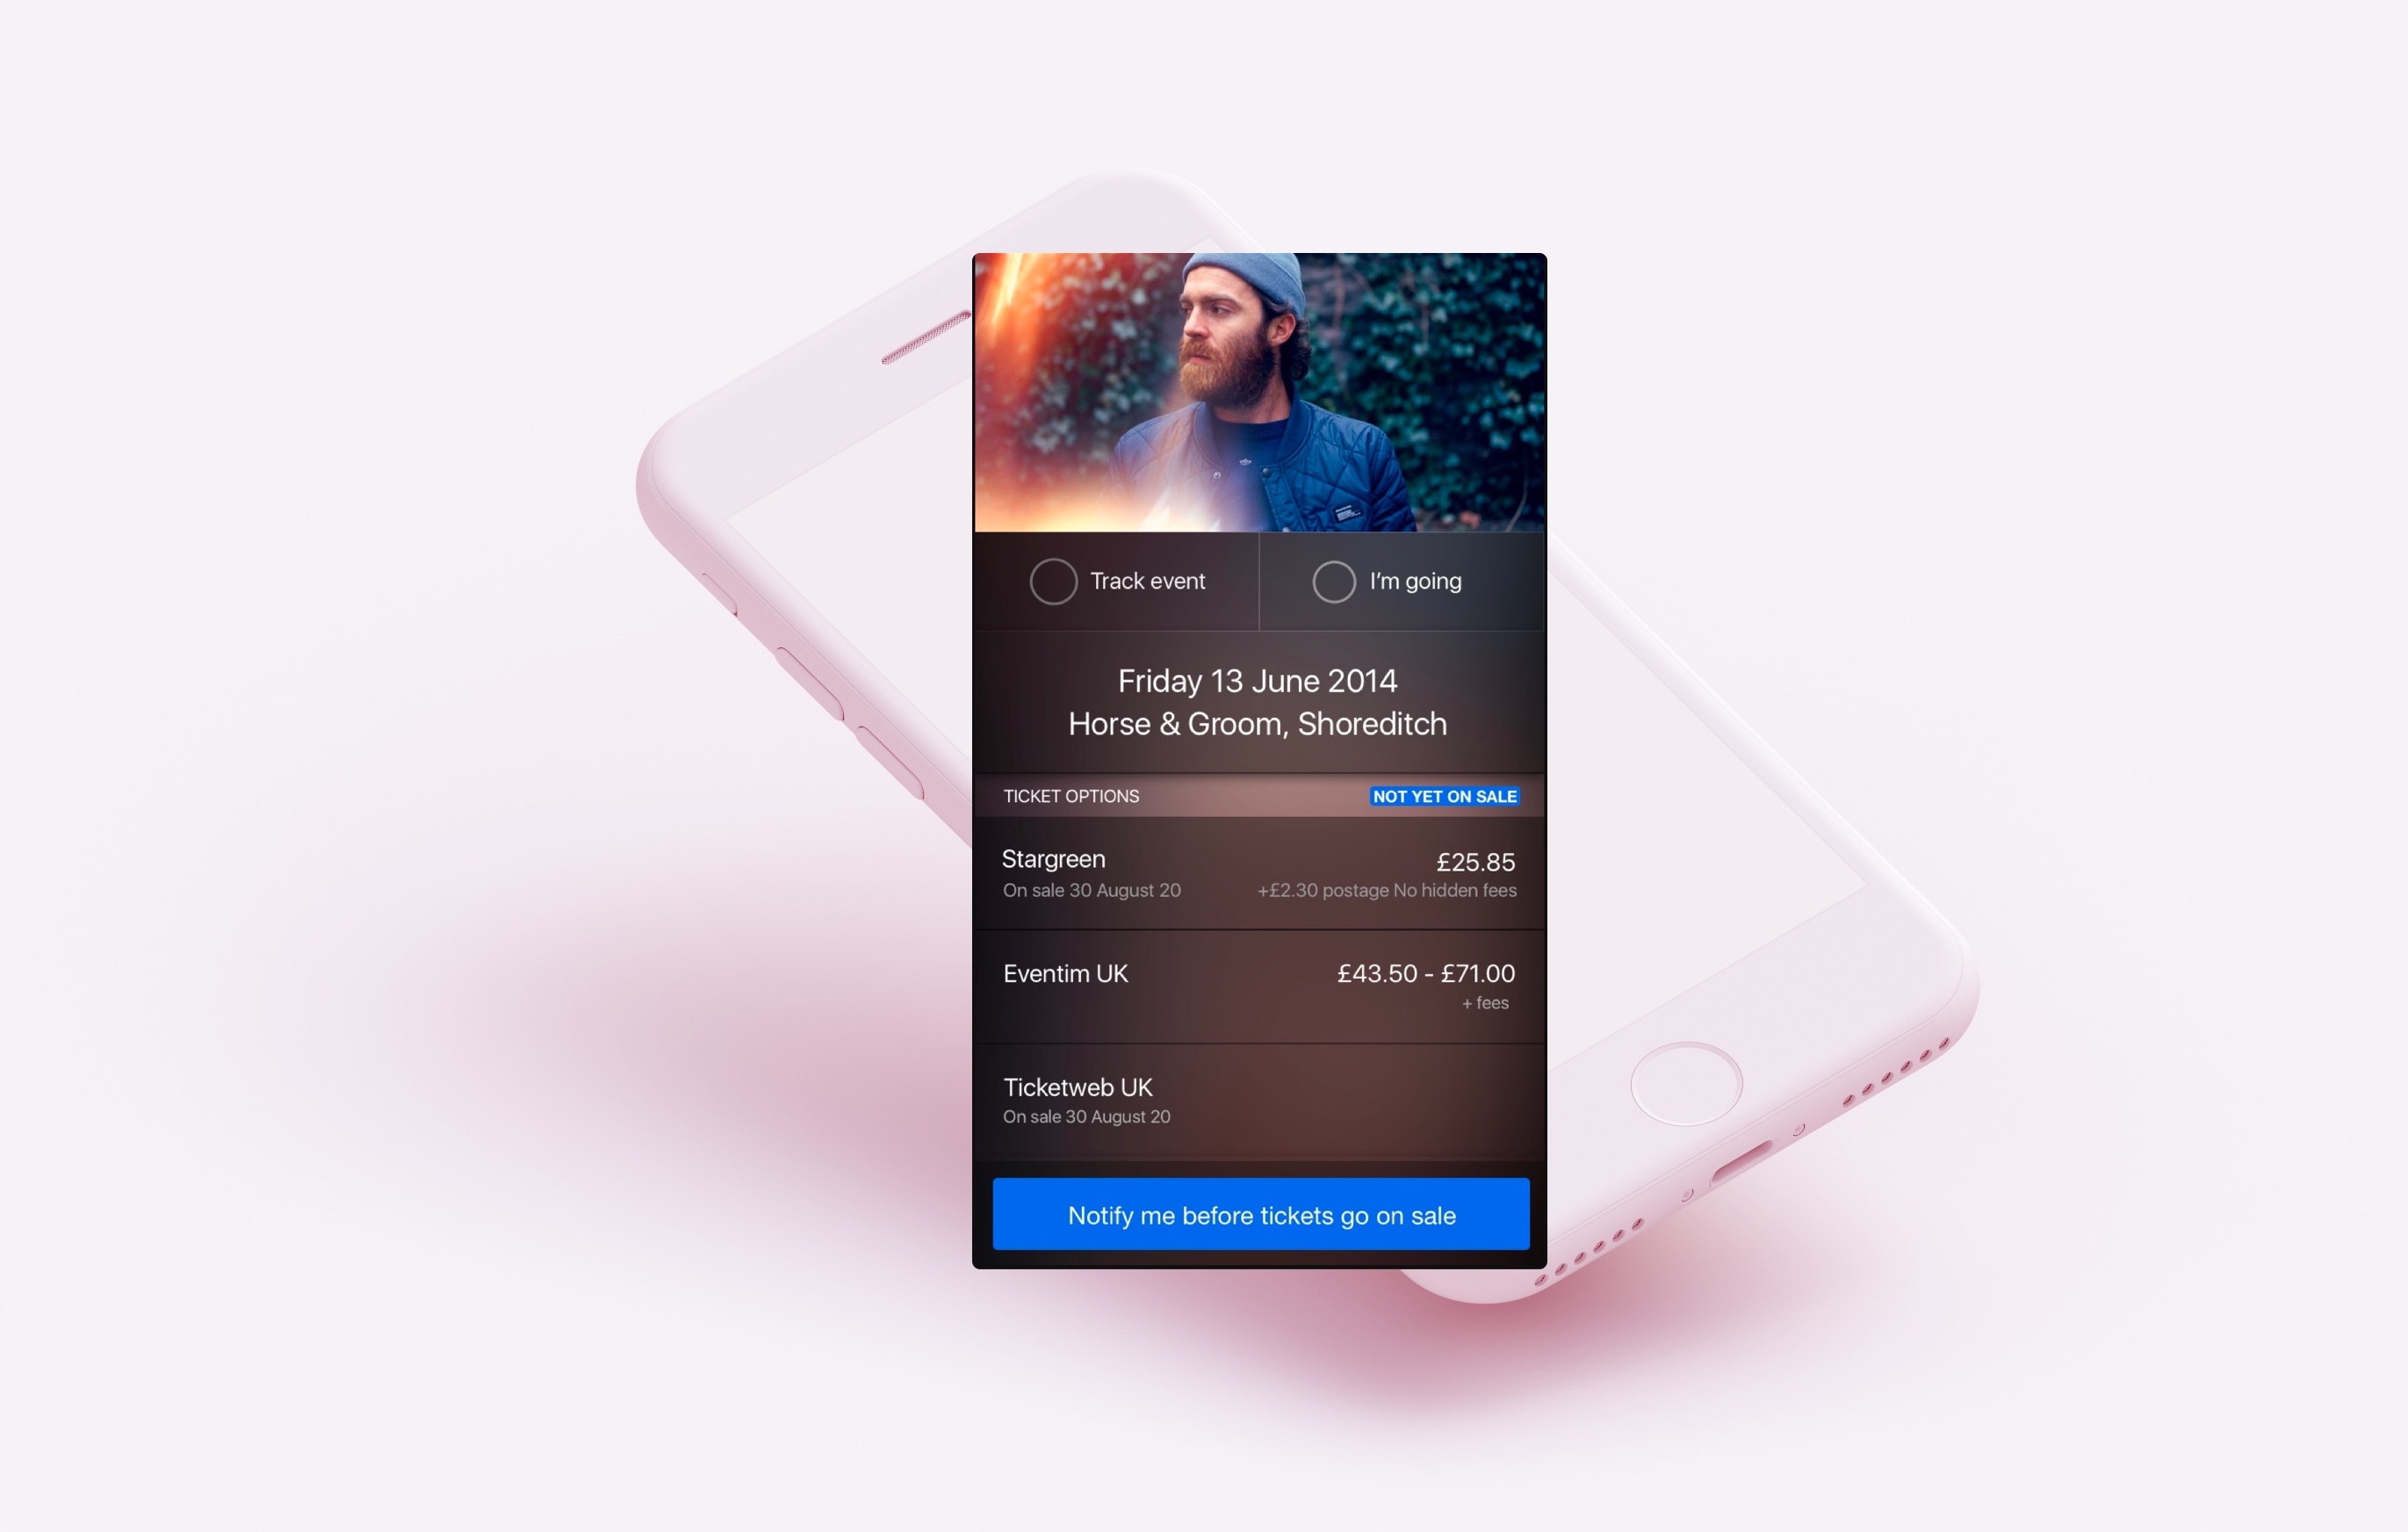 Track event
I'm going
Friday 13 June 2014
Horse & Groom, Shoreditch
TICKET OPTIONS
NOT YET ON SALE
Stargreen
£25.85
On sale 30 August 20
+£2.30 postage No hidden fees
Eventim UK
£43.50 - £71.00
+ fees
Ticketweb UK
On sale 30 August 20
Notify me before tickets go on sale